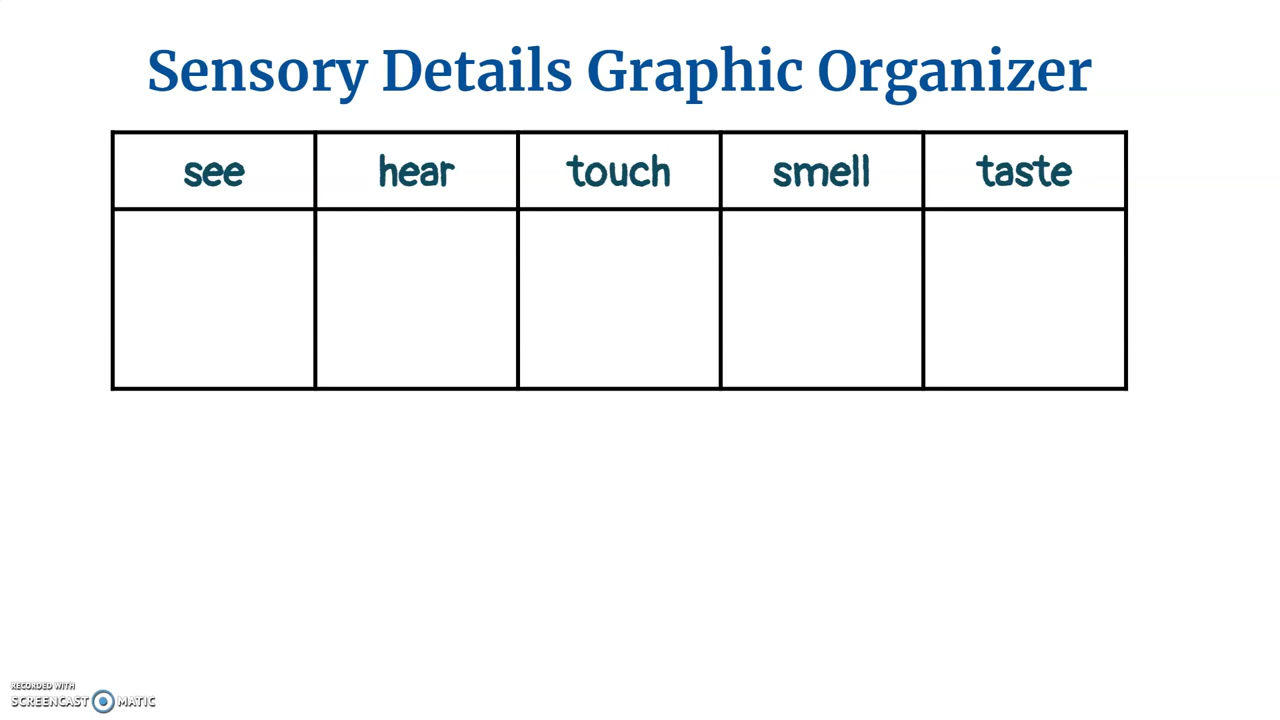 Sensory Details Graphic Organizer
see hear touch smell taste
RECORDED WITH
SCREENCAST MATIC